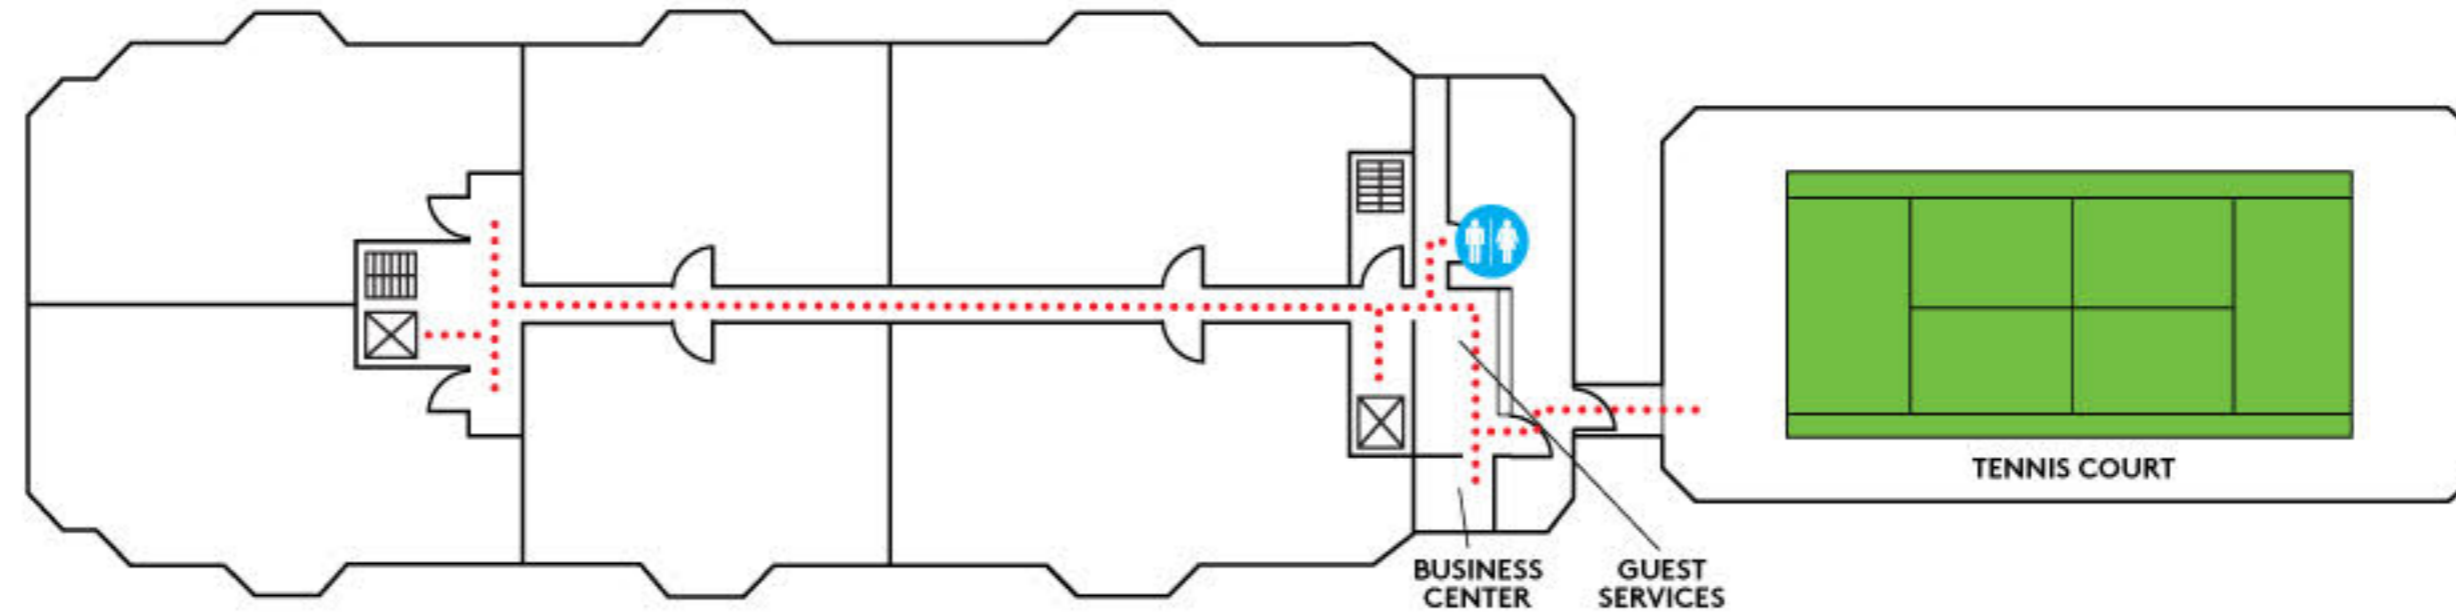 TENNIS COURT
BUSINESS
CENTER
GUEST
SERVICES